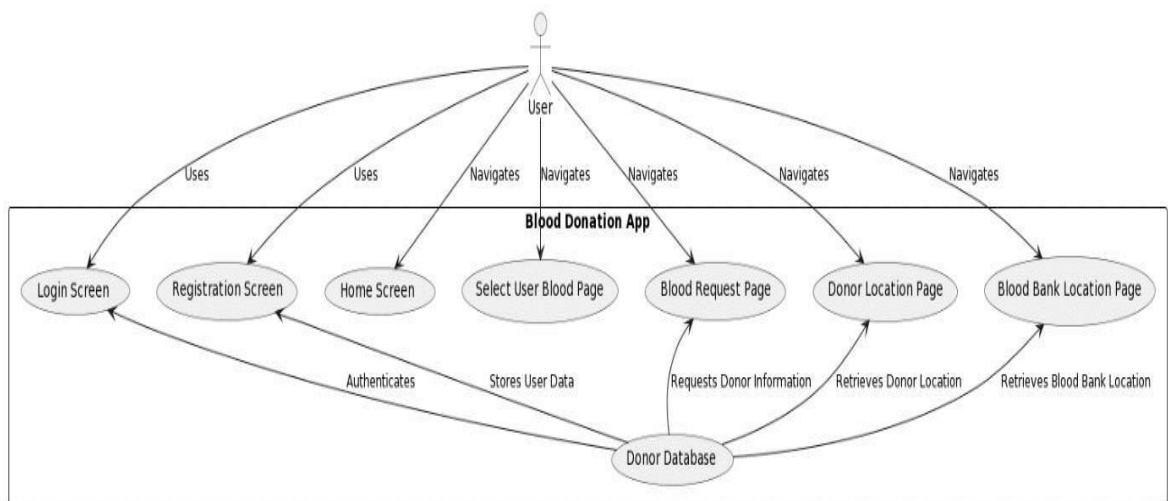 User
Uses
Uses
Navigates
Navigates
Navigates
Navigates
Navigates
Blood Donation App
Login Screen
Registration Screen
Home Screen
Select User Blood Page
Blood Request Page
Donor Location Page
Blood Bank Location Page
Authenticates
Stores User Data
Requests Donor Information
Retrieves Donor Location
Retrieves Blood Bank Location
Donor Database